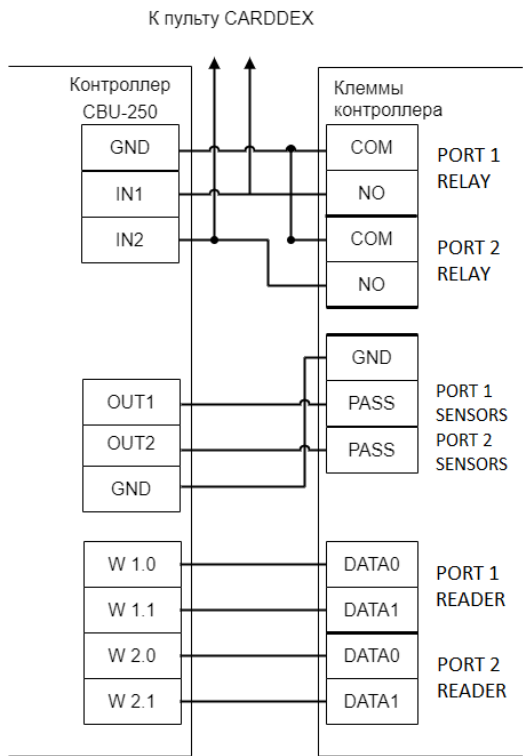 К пульту CARDDEX
Контроллер
CBU-250
GND
IN1
IN2
OUT1
OUT2
GND
W 1.0
W 1.1
W 2.0
W 2.1
Клеммы
контроллера
COM
NO
COM
NO
GND
PASS
PASS
DATA0
DATA1
DATA0
DATA1
PORT 1
RELAY
PORT 2
RELAY
PORT 1
SENSORS
PORT 2
SENSORS
PORT 1
READER
PORT 2
READER